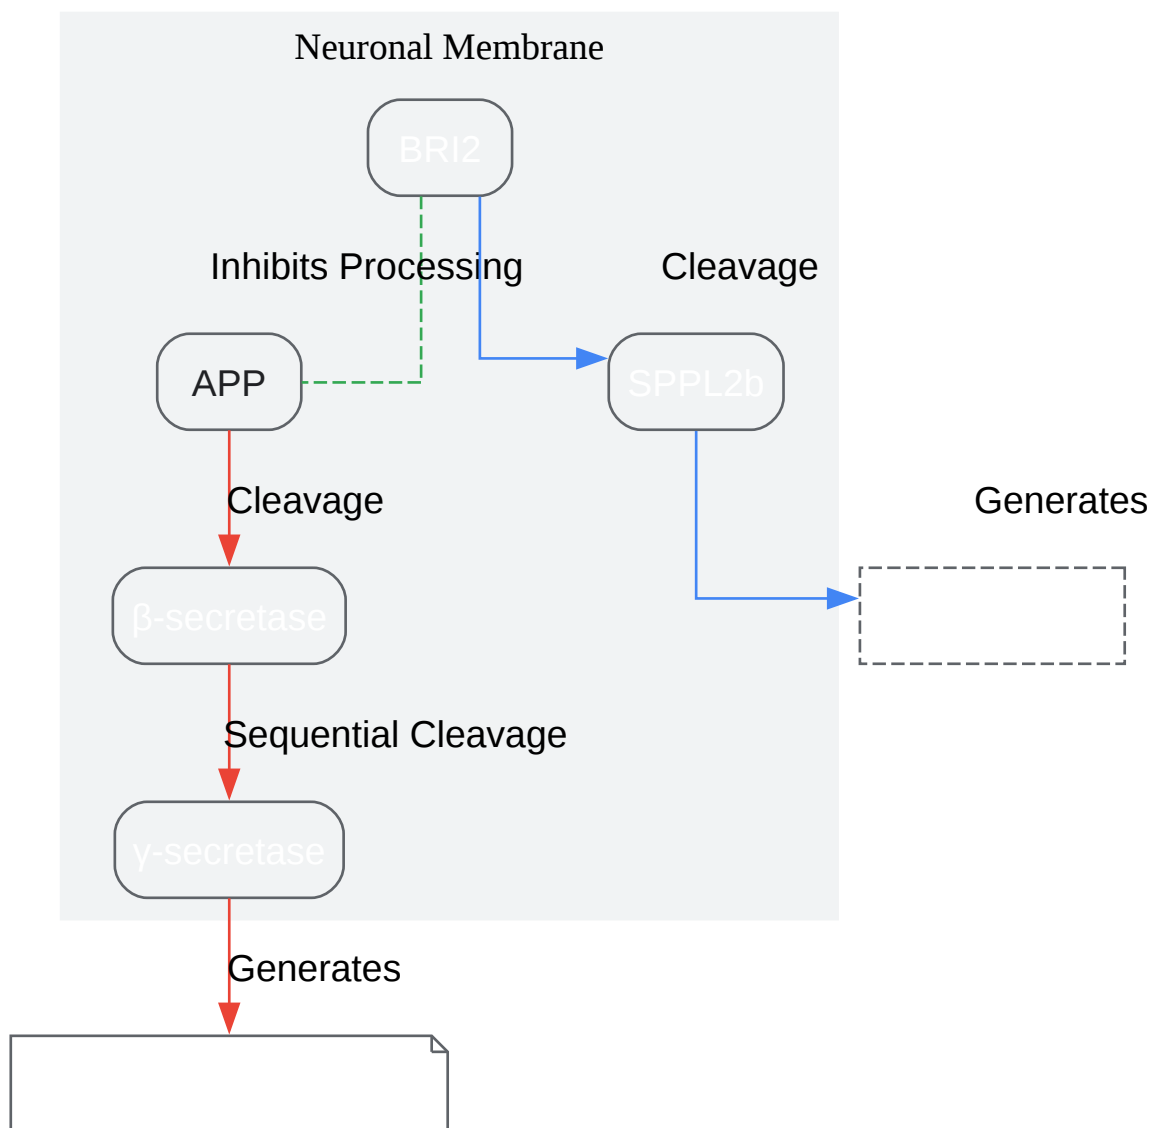 Neuronal Membrane
BRI2
Inhibits Processing
Cleavage
APP
SPPL2b
Cleavage
Generates
β-secretase
Sequential Cleavage
γ-secretase
Generates